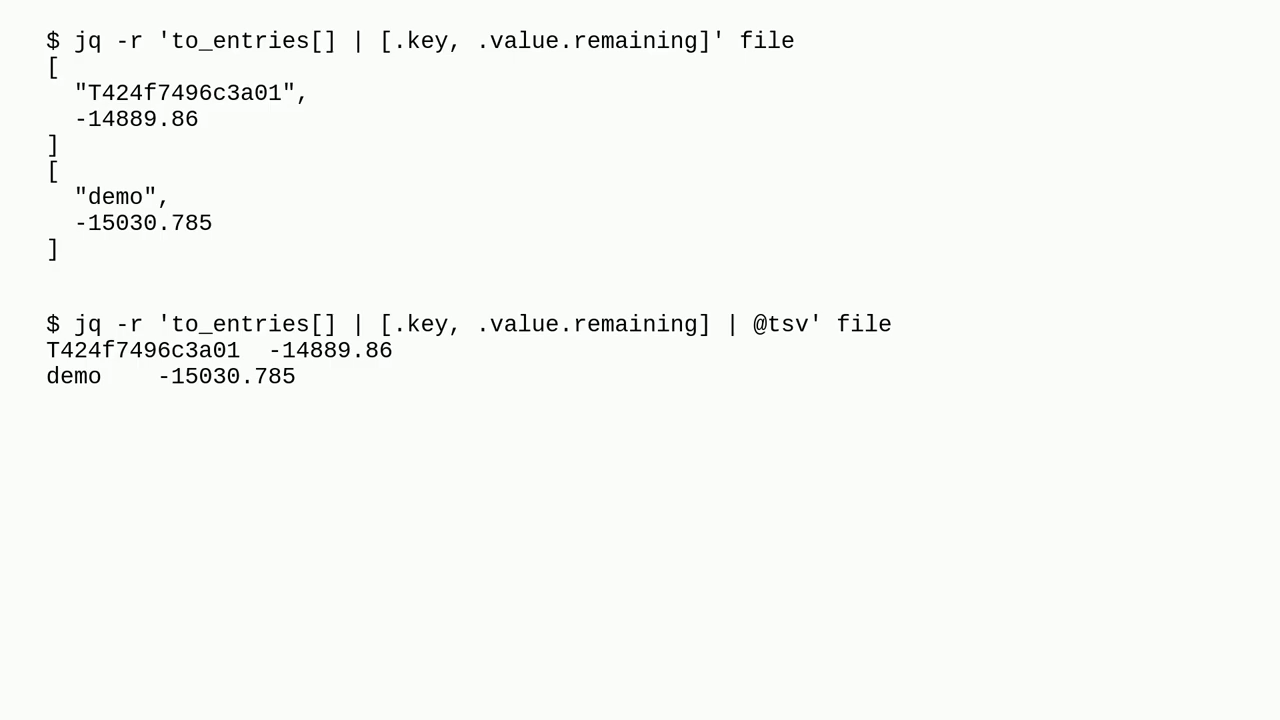 $ jq -r 'to_entries[] | [.key, .value.remaining]' file
[
  "T424f7496c3a01",
  -14889.86
]
[
  "demo",
  -15030.785
]
$ jq -r 'to_entries[] | [.key, .value.remaining] | @tsv' file
T424f7496c3a01  -14889.86
demo    -15030.785